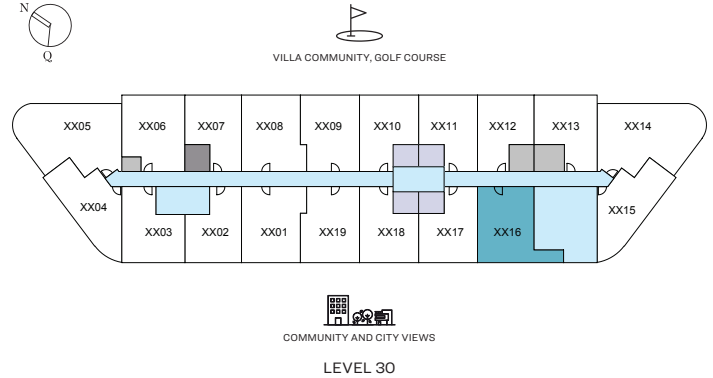 N
Q
VILLA COMMUNITY, GOLF COURSE
XX05 XX06 XX07 XX08 XX09 XX10 XX11 XX12 XX13 XX14
XX04 XX15
XX03 XX02 XX01 XX19 XX18 XX17 XX16
COMMUNITY AND CITY VIEWS
LEVEL 30